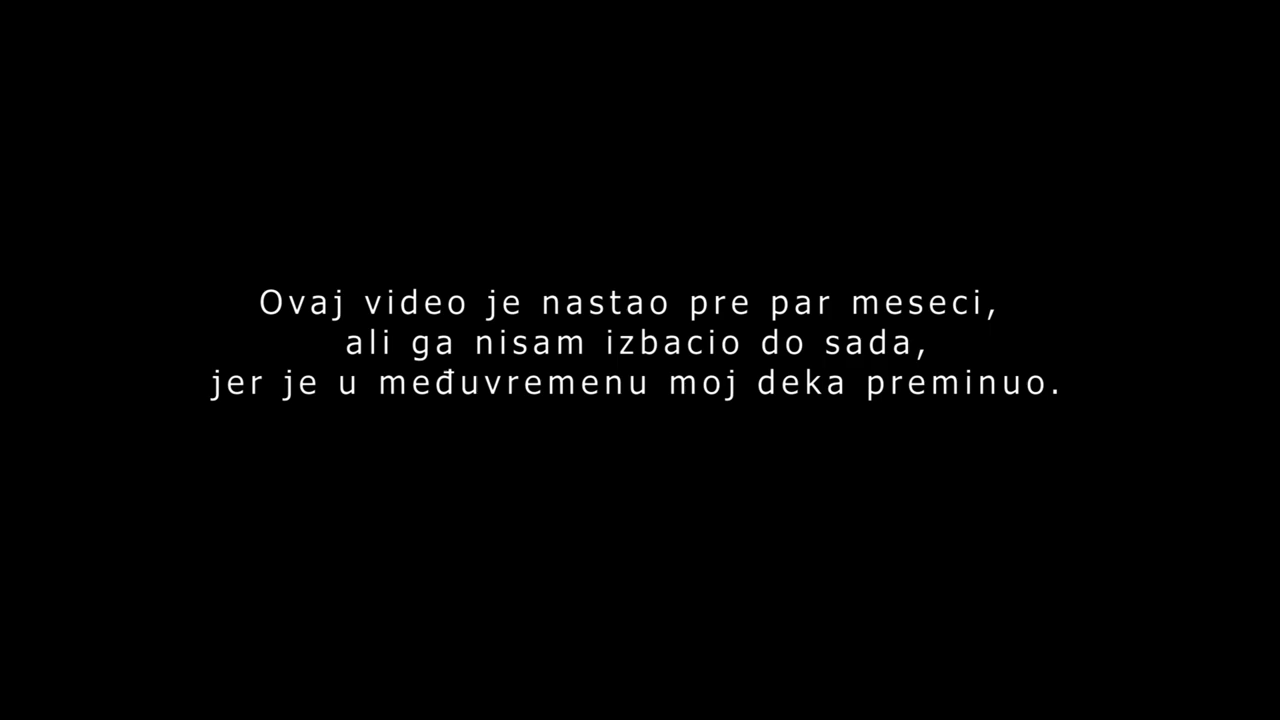 Ovaj video je nastao pre par meseci,
ali ga nisam izbacio do sada,
jer je u međuvremenu moj deka preminuo.